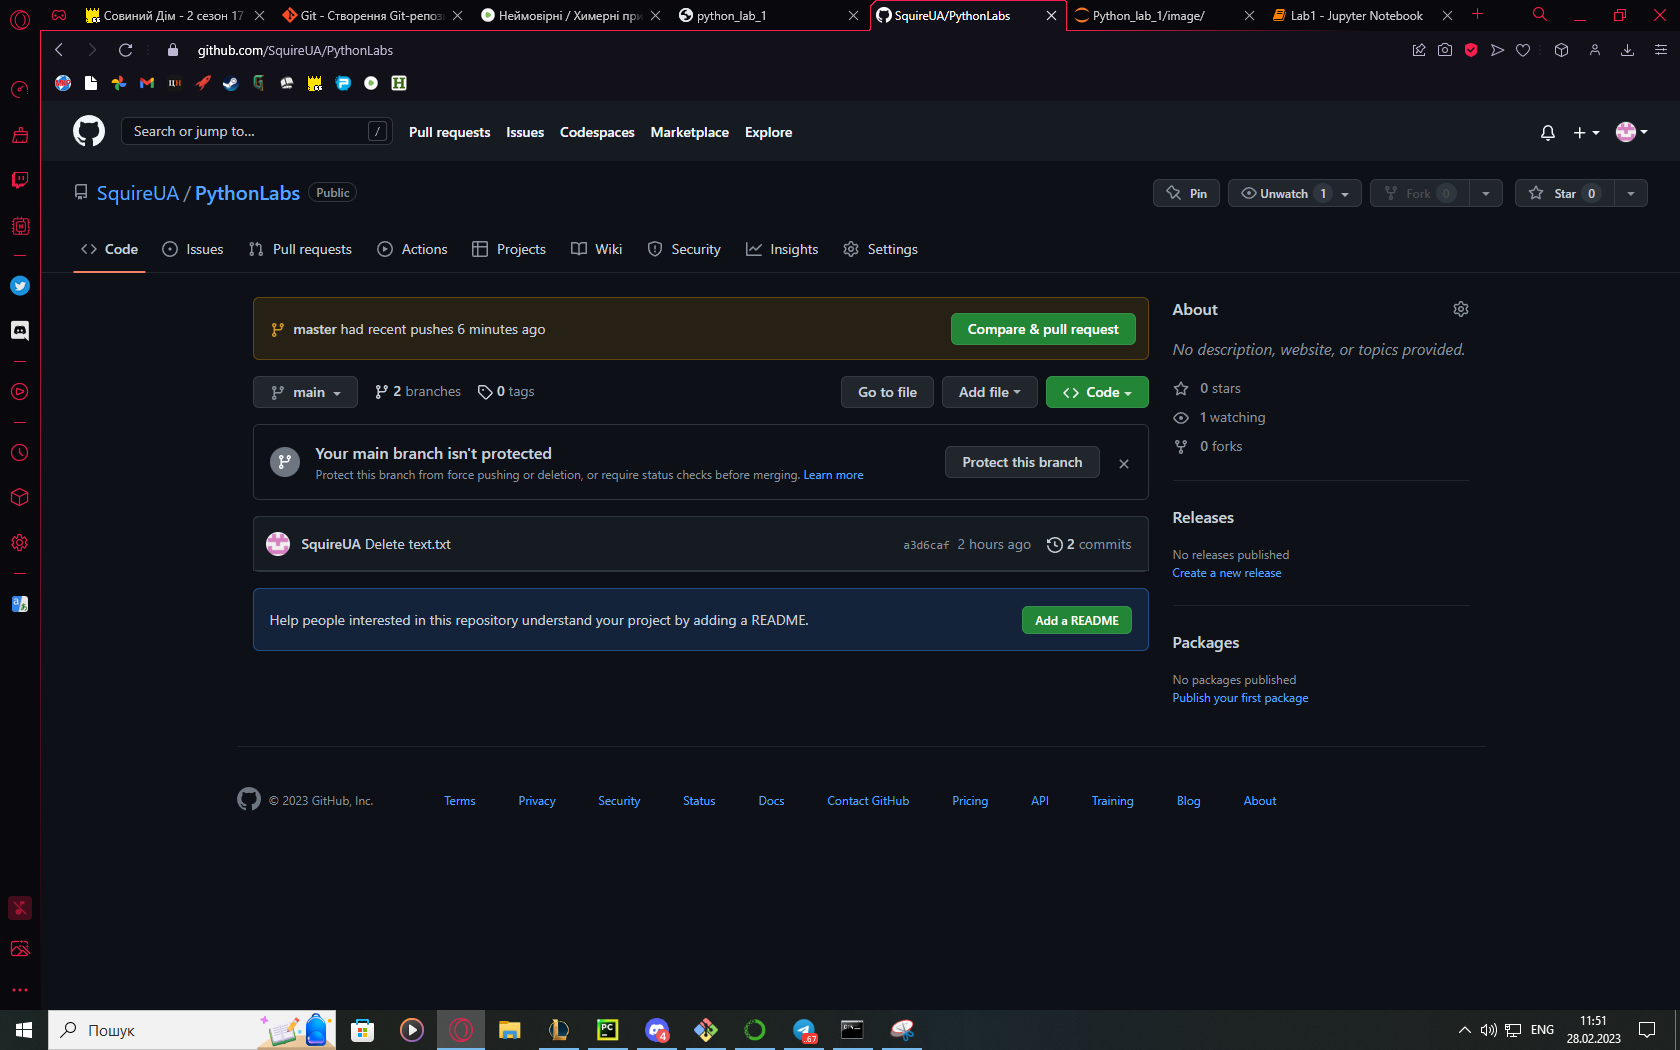 Совиний Дім - 2 сезон 17
Git - Створення Git-репоз
Неймовірні / Химерні при
python_lab_1
SquireUA/PythonLabs
Python_lab_1/image/
Lab1 - Jupyter Notebook
github.com/SquireUA/PythonLabs
Search or jump to...
/
Pull requests
Issues
Codespaces
Marketplace
Explore
SquireUA / PythonLabs
Public
Pin
Unwatch 1
Fork 0
Star 0
Code
Issues
Pull requests
Actions
Projects
Wiki
Security
Insights
Settings
master had recent pushes 6 minutes ago
Compare & pull request
main
2 branches
0 tags
Go to file
Add file
Code
Your main branch isn't protected
Protect this branch from force pushing or deletion, or require status checks before merging. Learn more
Protect this branch
SquireUA Delete text.txt
a3d6caf 2 hours ago
2 commits
Help people interested in this repository understand your project by adding a README.
Add a README
About
No description, website, or topics provided.
0 stars
1 watching
0 forks
Releases
No releases published
Create a new release
Packages
No packages published
Publish your first package
© 2023 GitHub, Inc.
Terms
Privacy
Security
Status
Docs
Contact GitHub
Pricing
API
Training
Blog
About
Пошук
PC
4
67
ENG
11:51
28.02.2023